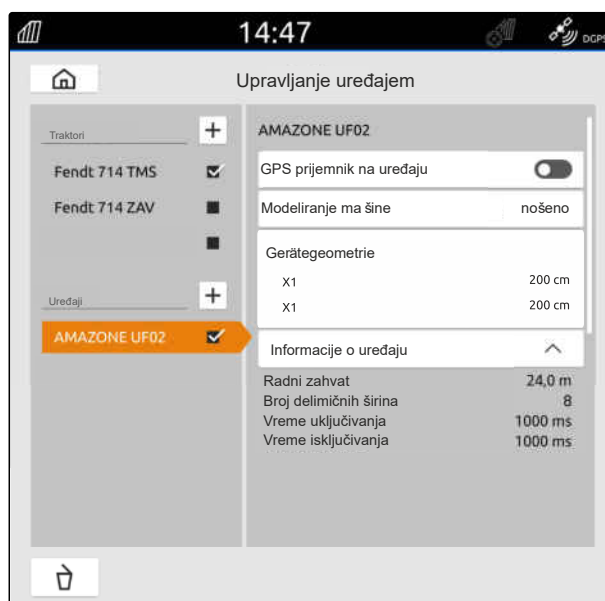 14:47
DGPS
Upravljanje uređajem
Traktori
+
Fendt 714 TMS
Fendt 714 ZAV
Uređaji
+
AMAZONE UF02
AMAZONE UF02
GPS prijemnik na uređaju
Modeliranje ma šine nošeno
Gerätegeometrie
X1 200 cm
X1 200 cm
Informacije o uređaju
Radni zahvat 24,0 m
Broj delimičnih širina 8
Vreme uključivanja 1000 ms
Vreme isključivanja 1000 ms